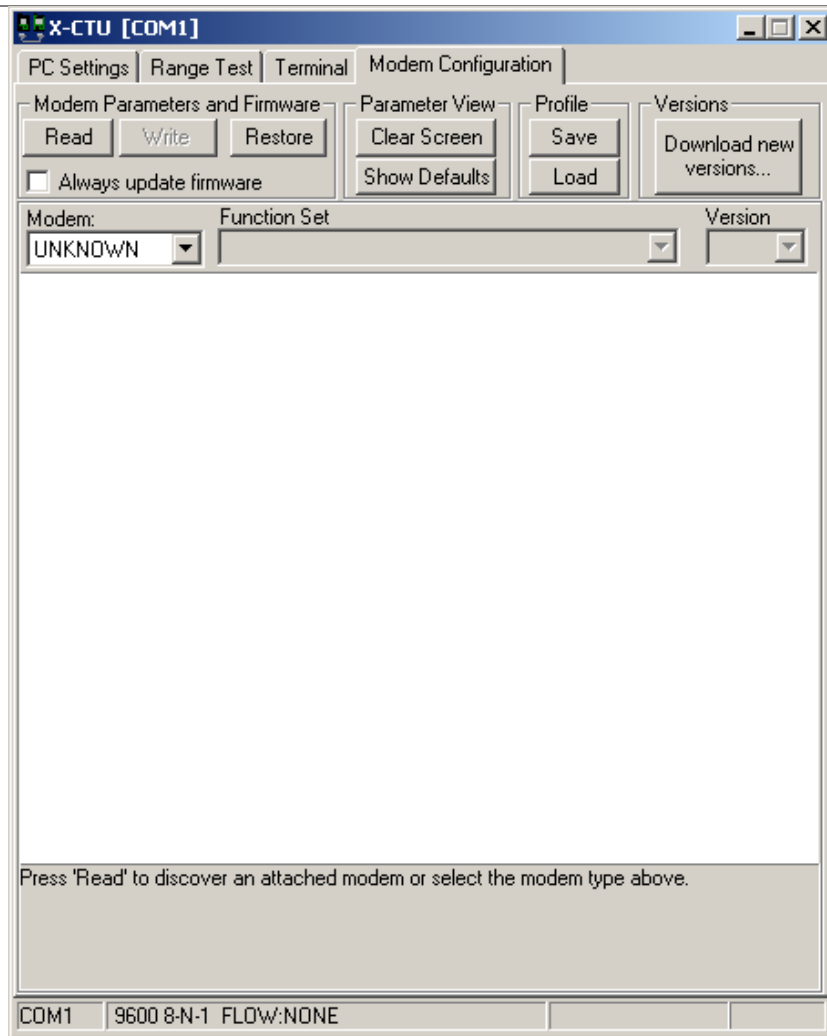 X-CTU [COM1]
PC Settings Range Test Terminal Modem Configuration
Modem Parameters and Firmware Parameter View Profile Versions
Read Write Restore Clear Screen Save Download new versions...
Always update firmware Show Defaults Load
Modem: Function Set Version
UNKNOWN
Press 'Read' to discover an attached modem or select the modem type above.
COM1 9600 8-N-1 FLOW:NONE